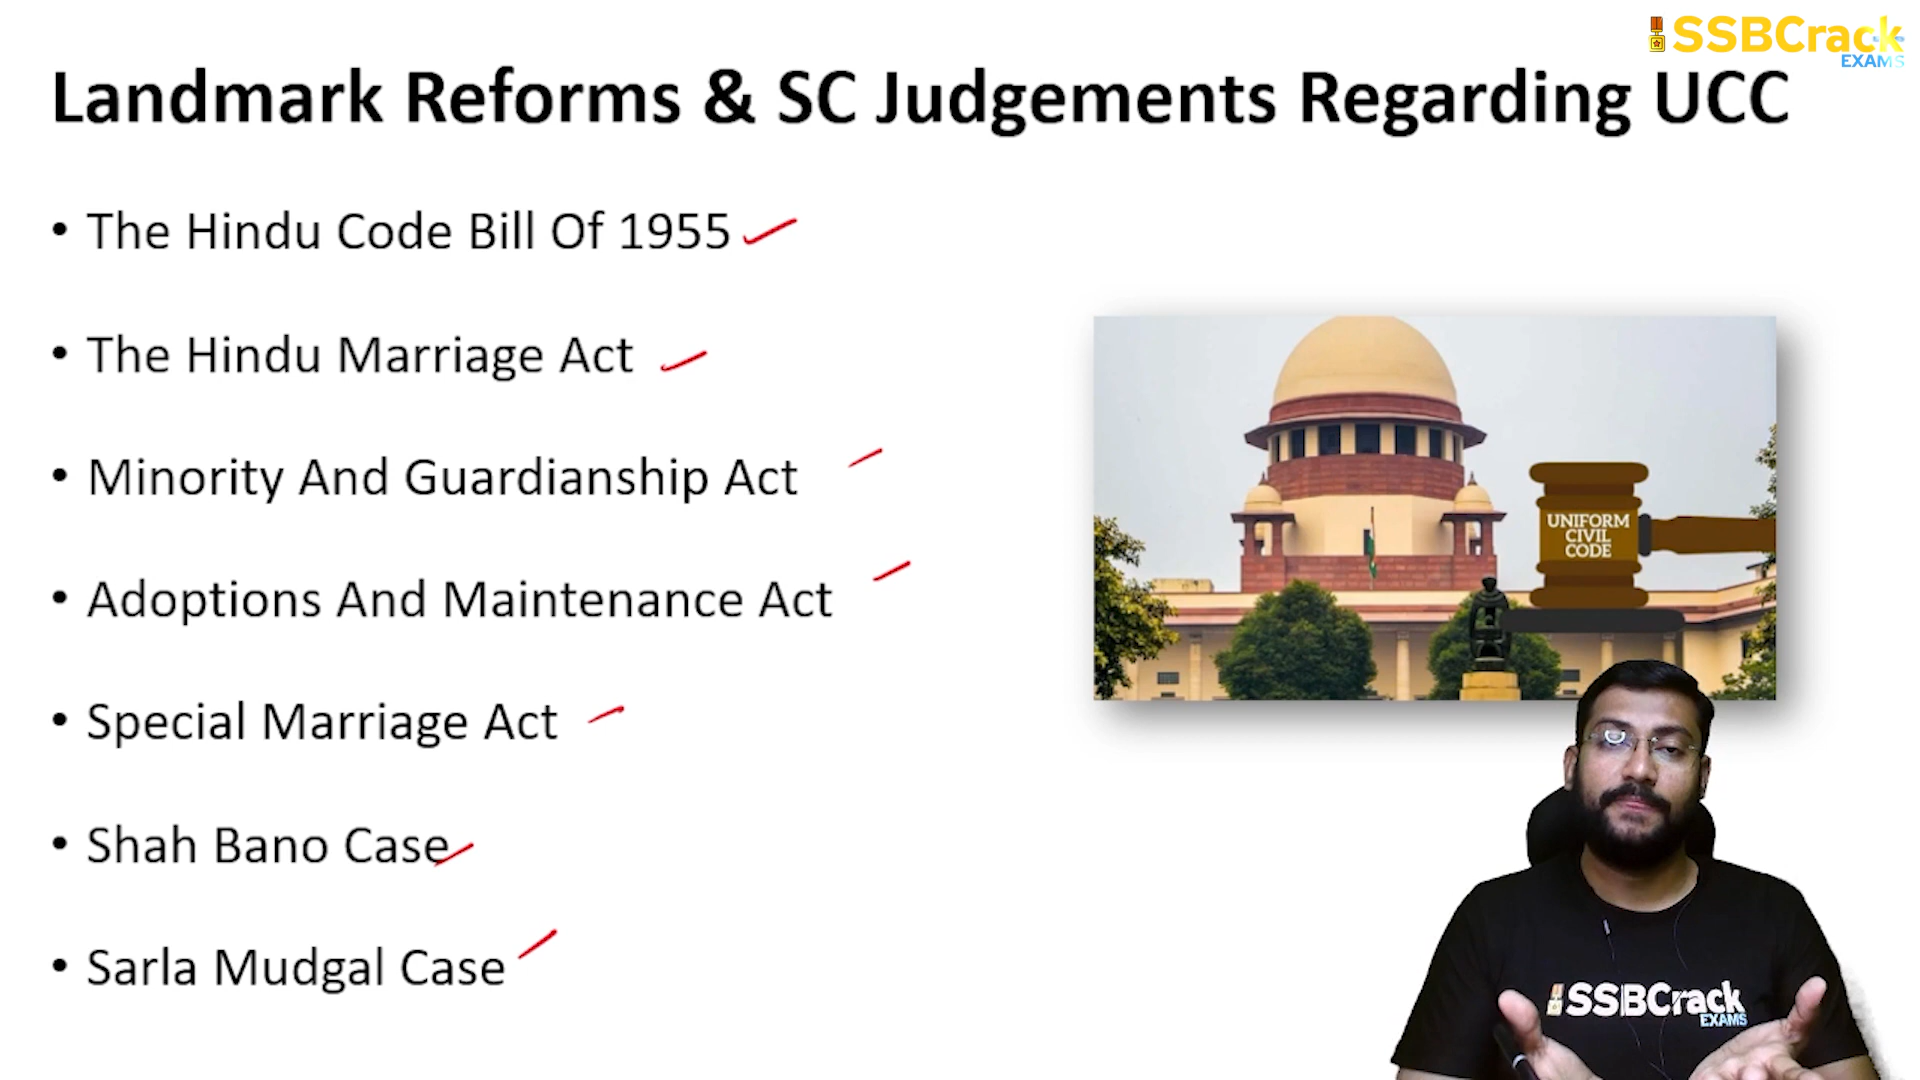 SSBCrack
EXAMS
Landmark Reforms & SC Judgements Regarding UCC
• The Hindu Code Bill Of 1955
• The Hindu Marriage Act
• Minority And Guardianship Act
• Adoptions And Maintenance Act
• Special Marriage Act
• Shah Bano Case
• Sarla Mudgal Case
UNIFORM
CIVIL
CODE
SSBCrack
EXAMS